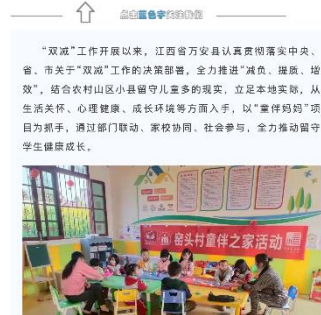 点击蓝色字关注我们
“双减”工作开展以来，江西省万安县认真贯彻落实中央、
省、市关于“双减”工作的决策部署，全力推进“减负、提质、增
效”，结合农村山区小县留守儿童多的现实，立足本地实际，从
生活关怀、心理健康、成长环境等方面入手，以“童伴妈妈”项
目为抓手，通过部门联动、家校协同、社会参与，全力推动留守
学生健康成长。
窑头村童伴之家活动